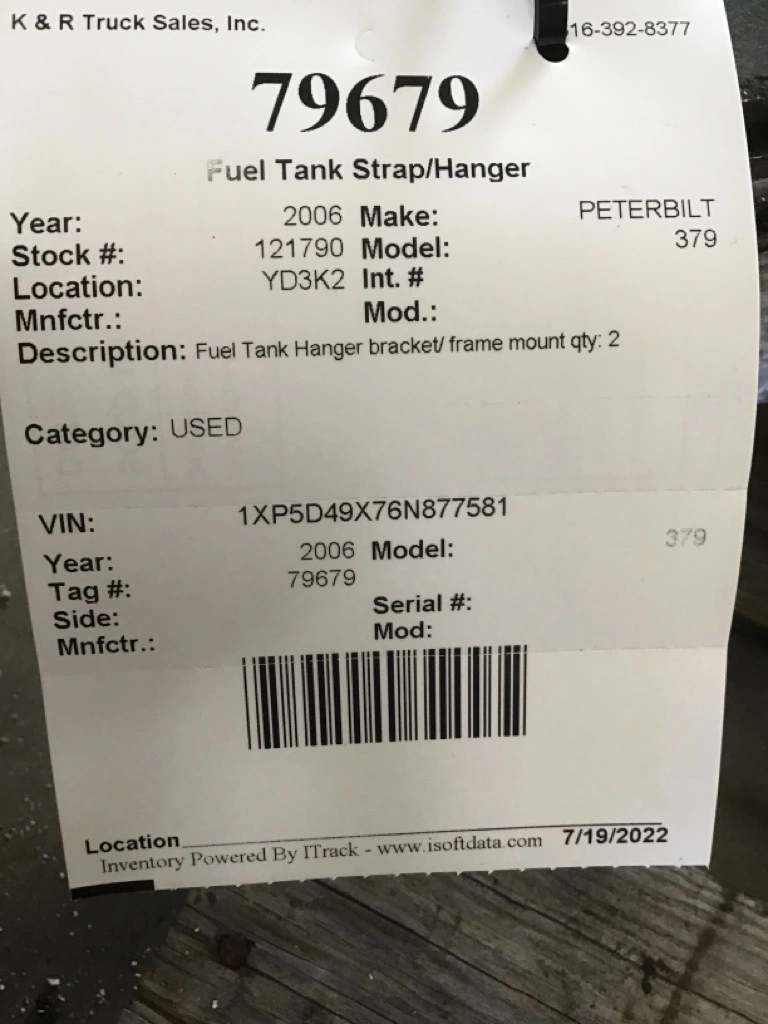 K & R Truck Sales, Inc.
16-392-8377
79679
Fuel Tank Strap/Hanger
Year: 2006 Make: PETERBILT
Stock #: 121790 Model: 379
Location: YD3K2 Int. #
Mnfctr.: Mod.:
Description: Fuel Tank Hanger bracket/ frame mount qty: 2
Category: USED
VIN: 1XP5D49X76N877581
Year: 2006 Model: 379
Tag #: 79679
Side: Serial #:
Mnfctr.: Mod:
Location
Inventory Powered By ITrack - www.isoftdata.com 7/19/2022